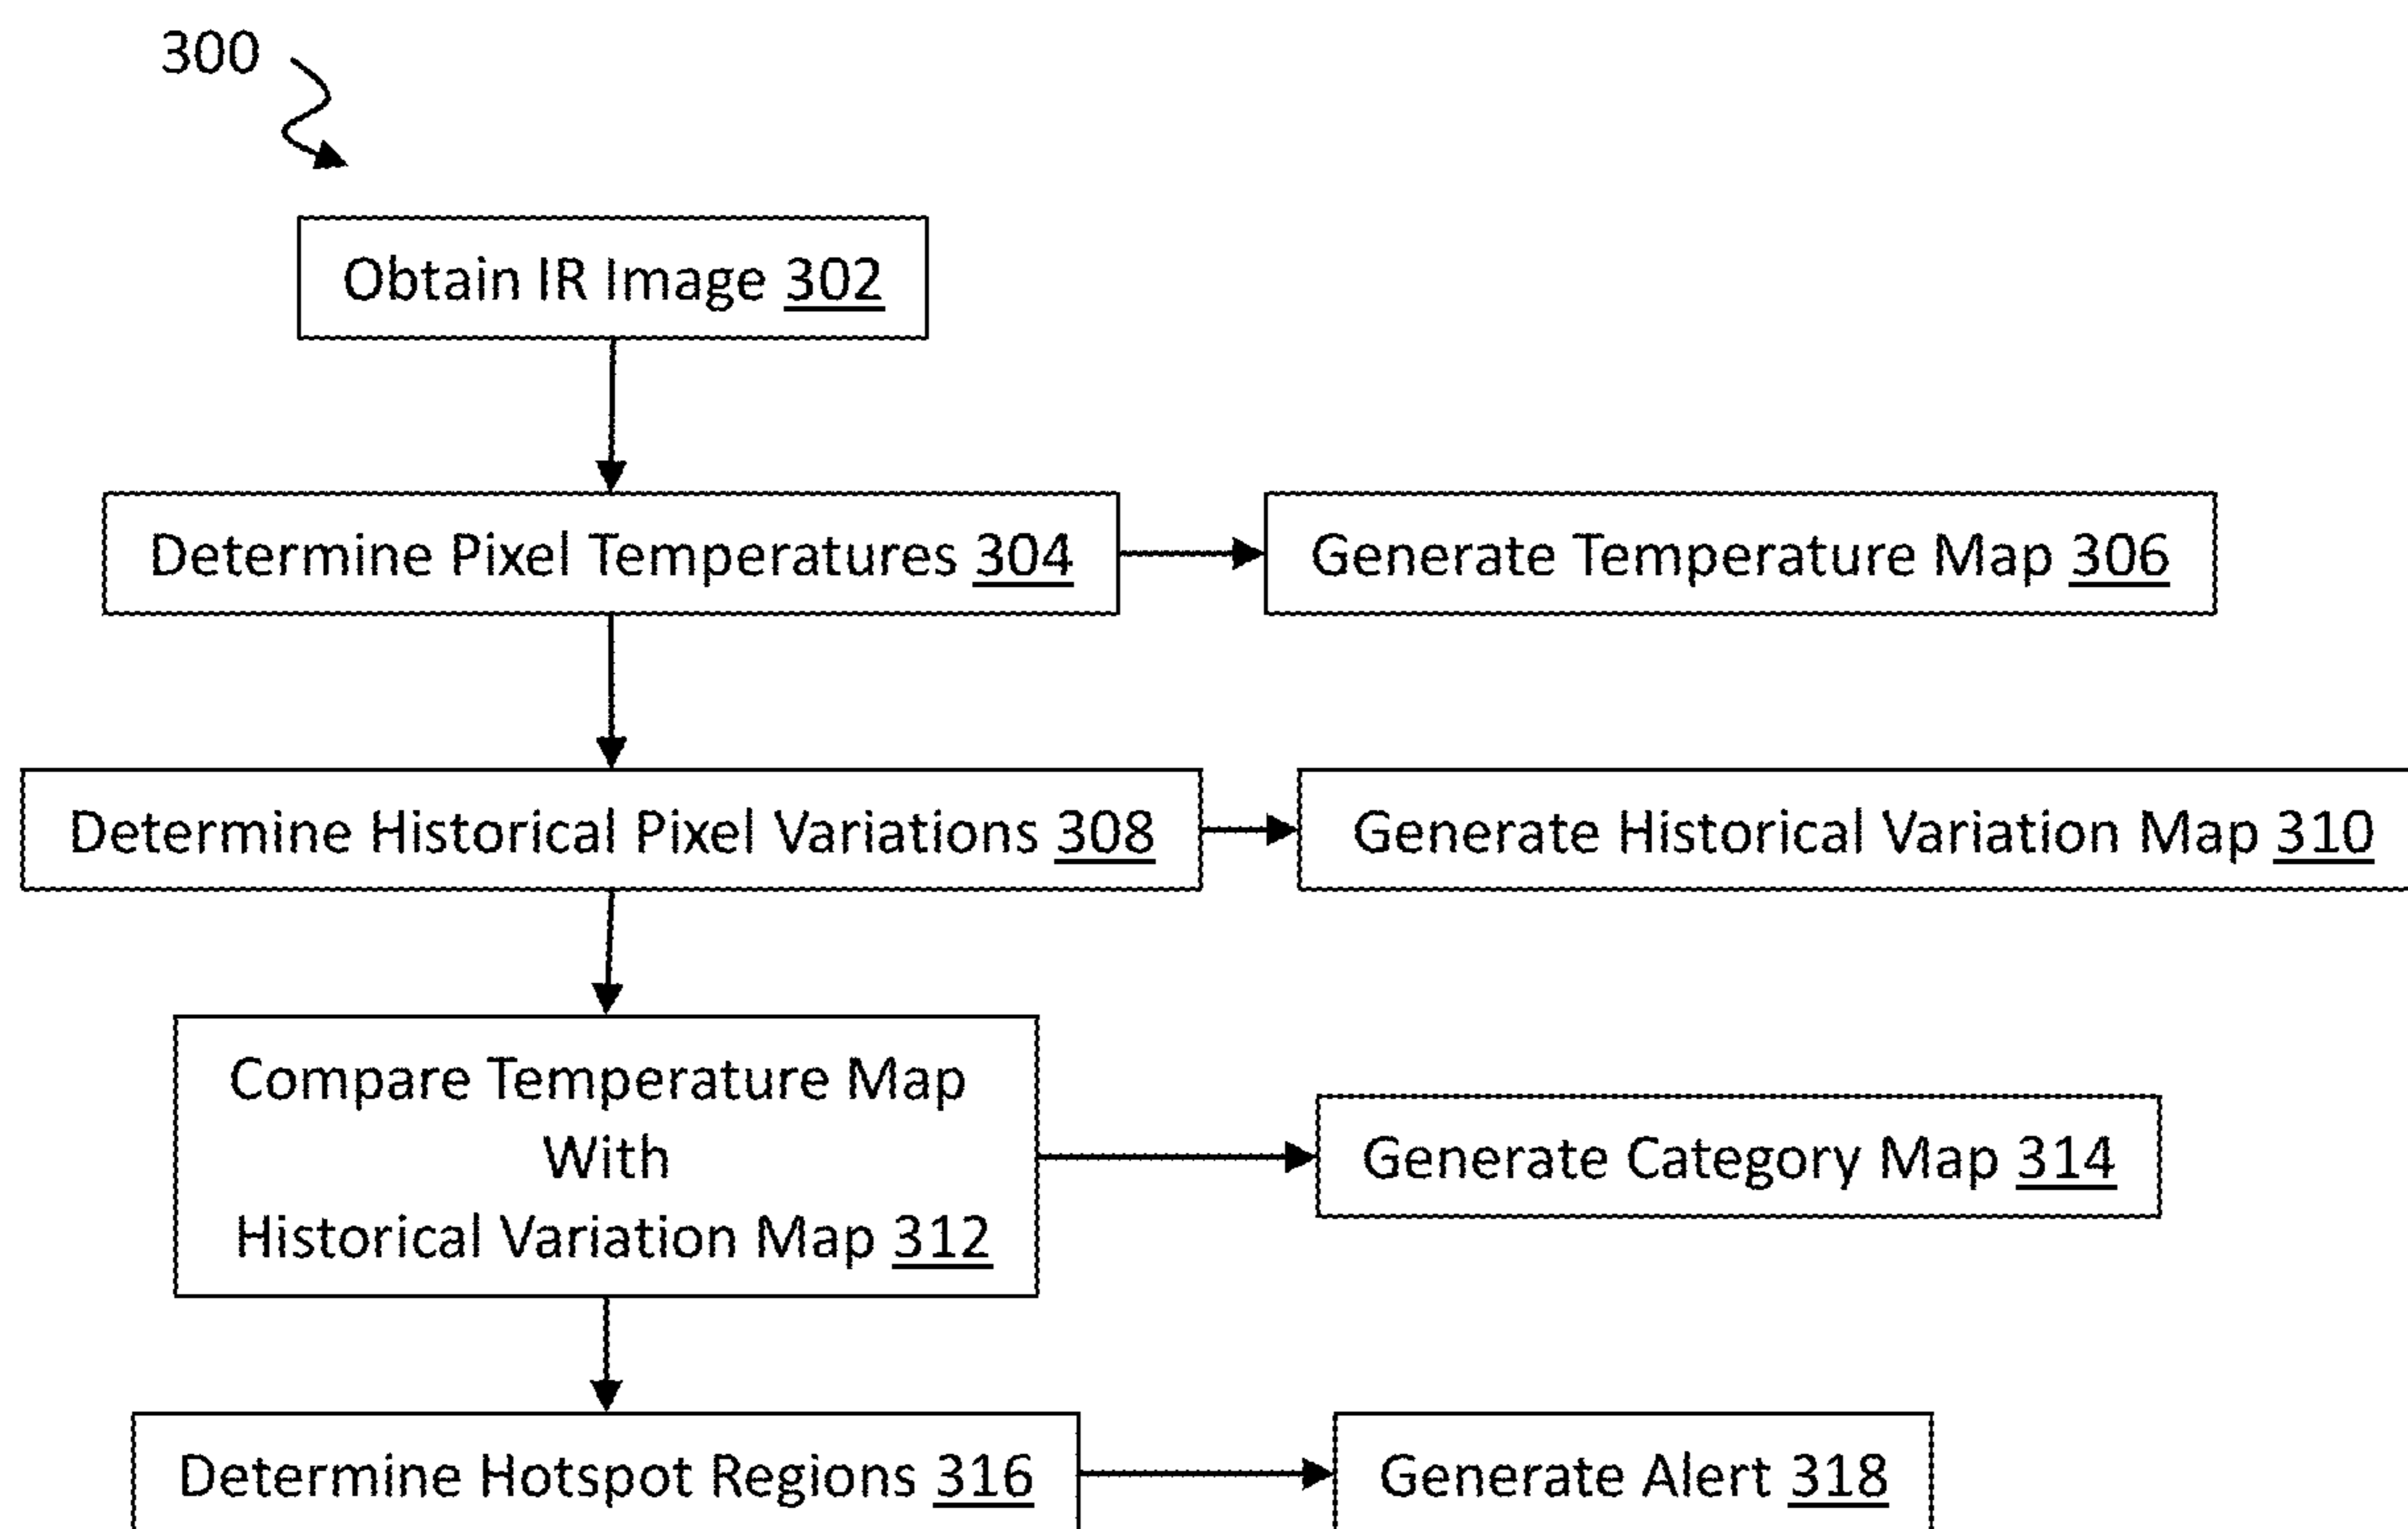 300
Obtain IR Image 302
Determine Pixel Temperatures 304
Generate Temperature Map 306
Determine Historical Pixel Variations 308
Generate Historical Variation Map 310
Compare Temperature Map
With
Historical Variation Map 312
Generate Category Map 314
Determine Hotspot Regions 316
Generate Alert 318